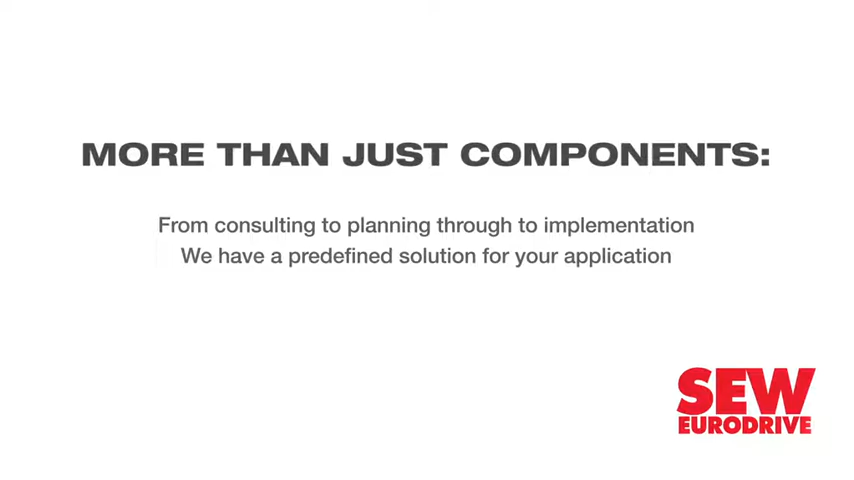 MORE THAN JUST COMPONENTS:
From consulting to planning through to implementation
We have a predefined solution for your application
SEW
EURODRIVE